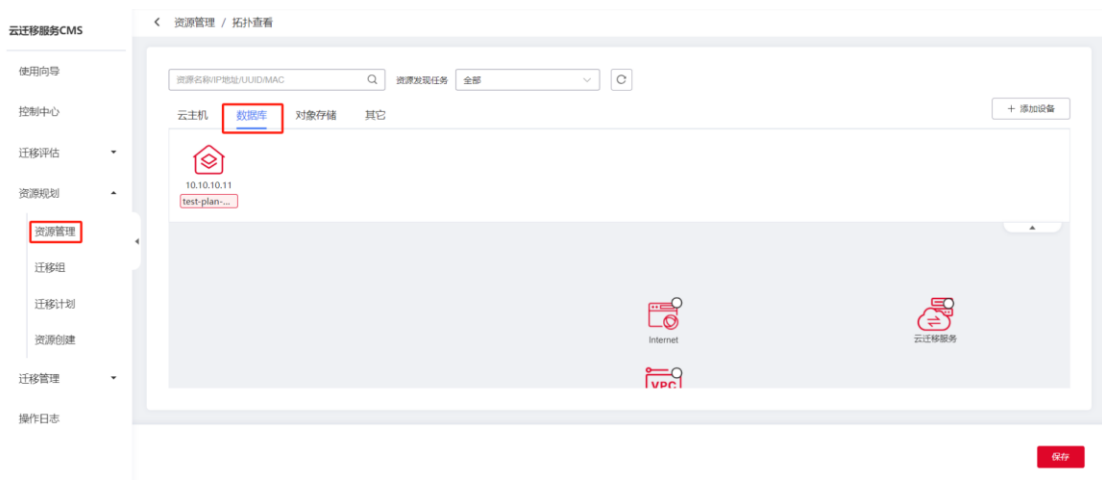 云迁移服务CMS
资源管理 / 拓扑查看
使用向导
控制中心
迁移评估
资源规划
资源管理
迁移组
迁移计划
资源创建
迁移管理
操作日志
资源名称/IP地址/UUID/MAC
资源发现任务 全部
云主机 数据库 对象存储 其它
+ 添加设备
10.10.10.11
test-plan-...
Internet
云迁移服务
VPC
保存